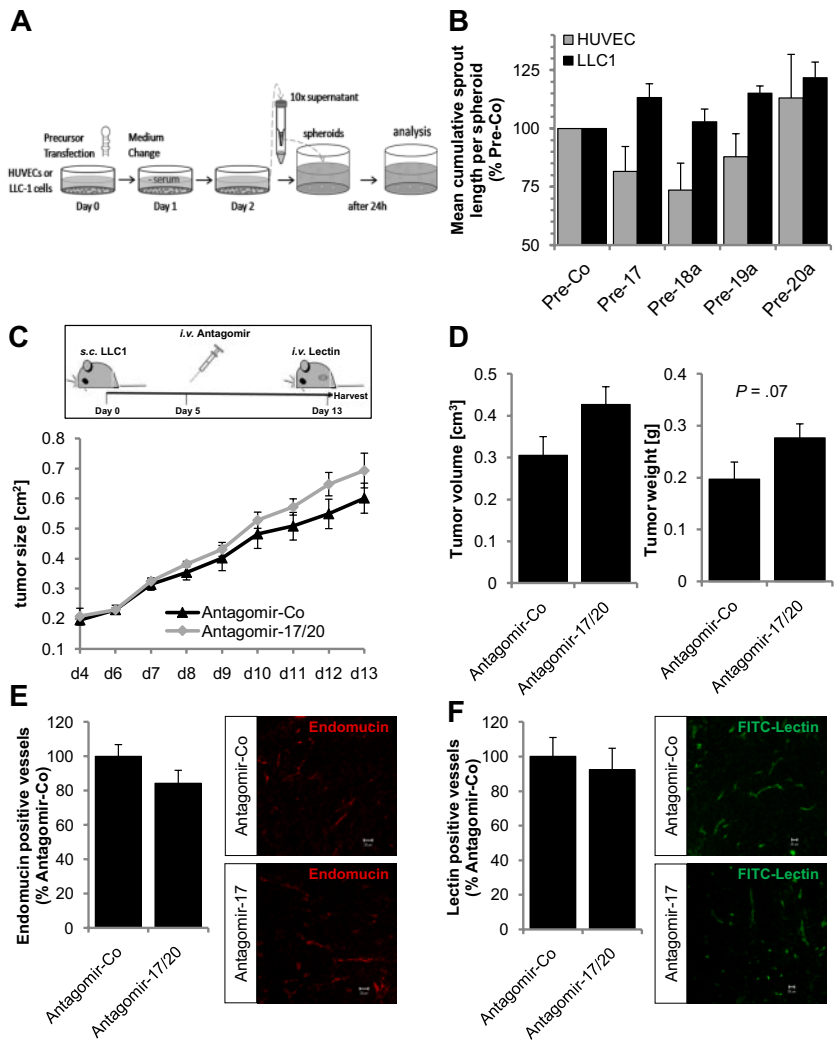 A
Precursor
Transfection
Medium
Change
10x supernatant
spheroids
analysis
HUVECs or
LLC-1 cells
- serum
Day 0
Day 1
Day 2
after 24h
B
Mean cumulative sprout
length per spheroid
(% Pre-Co)
HUVEC
LLC1
125
100
75
50
Pre-Co
Pre-17
Pre-18a
Pre-19a
Pre-20a
C
s.c. LLC1
i.v. Antagomir
i.v. Lectin
Harvest
Day 0
Day 5
Day 13
tumor size [cm²]
0.8
0.7
0.6
0.5
0.4
0.3
0.2
0.1
Antagomir-Co
Antagomir-17/20
d4
d6
d7
d8
d9
d10
d11
d12
d13
D
Tumor volume [cm³]
0.5
0.4
0.3
0.2
0.1
0
Antagomir-Co
Antagomir-17/20
Tumor weight [g]
0.4
0.3
0.2
0.1
0
P = .07
Antagomir-Co
Antagomir-17/20
E
Endomucin positive vessels
(% Antagomir-Co)
120
100
80
60
40
20
0
Antagomir-Co
Antagomir-17/20
Antagomir-Co
Endomucin
Antagomir-17
Endomucin
F
Lectin positive vessels
(% Antagomir-Co)
120
100
80
60
40
20
0
Antagomir-Co
Antagomir-17/20
Antagomir-Co
FITC-Lectin
Antagomir-17
FITC-Lectin